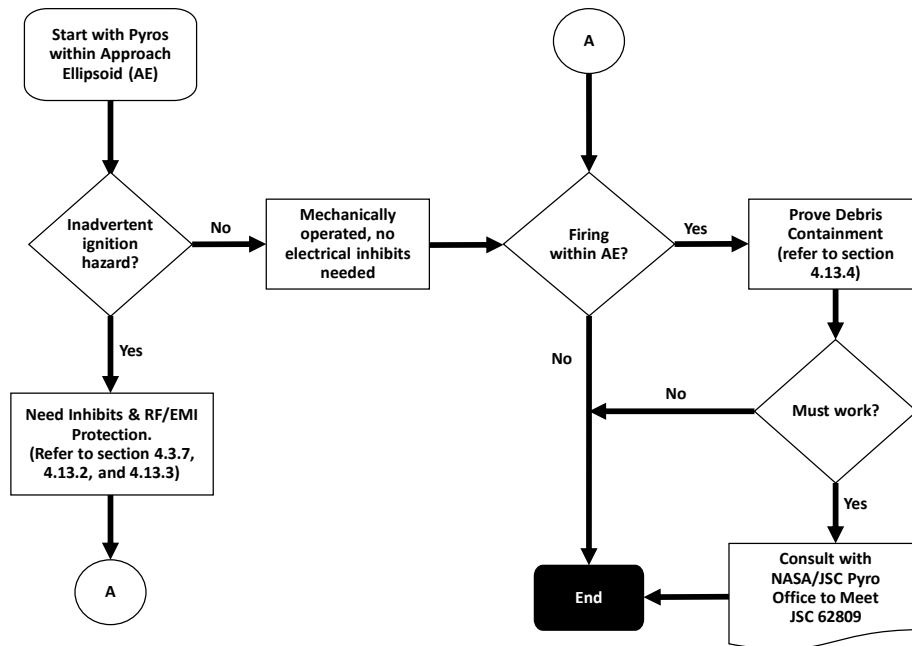 Start with Pyros
within Approach
Ellipsoid (AE)
Inadvertent
ignition
hazard?
No
Mechanically
operated, no
electrical inhibits
needed
Yes
Need Inhibits & RF/EMI
Protection.
(Refer to section 4.3.7,
4.13.2, and 4.13.3)
A
A
Firing
within AE?
Yes
Prove Debris
Containment
(refer to section
4.13.4)
No
Must work?
No
Yes
Consult with
NASA/JSC Pyro
Office to Meet
JSC 62809
End